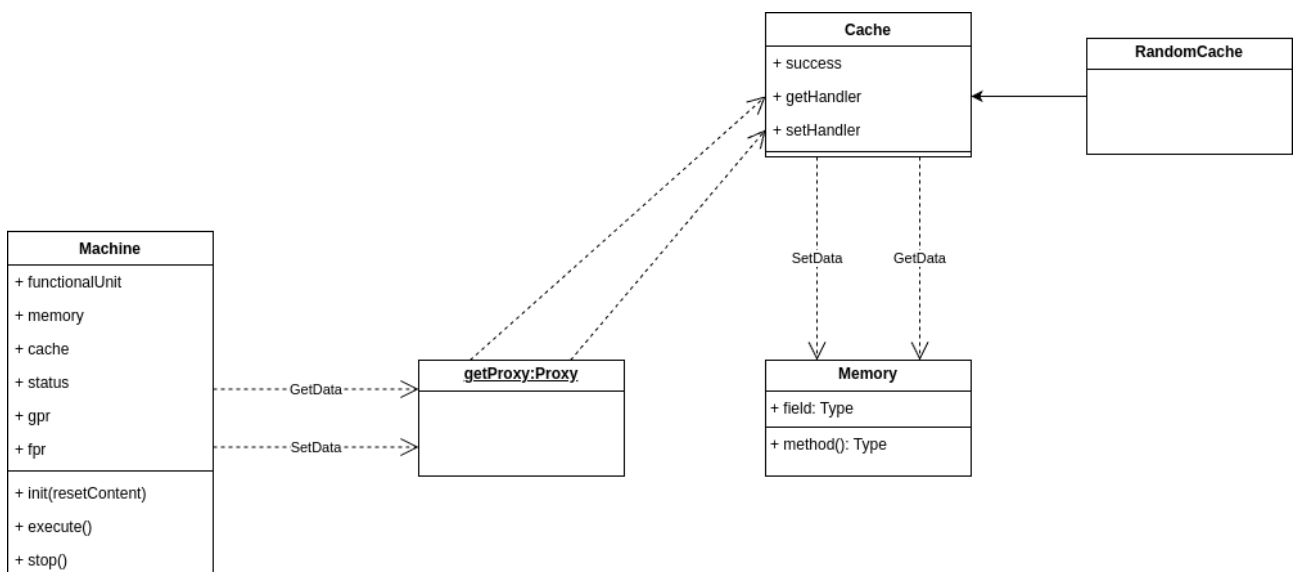 Cache
+ success
+ getHandler
+ setHandler
RandomCache
SetData
GetData
Machine
+ functionalUnit
+ memory
+ cache
+ status
+ gpr
+ fpr
+ init(resetContent)
+ execute()
+ stop()
GetData
SetData
getProxy:Proxy
Memory
+ field: Type
+ method(): Type